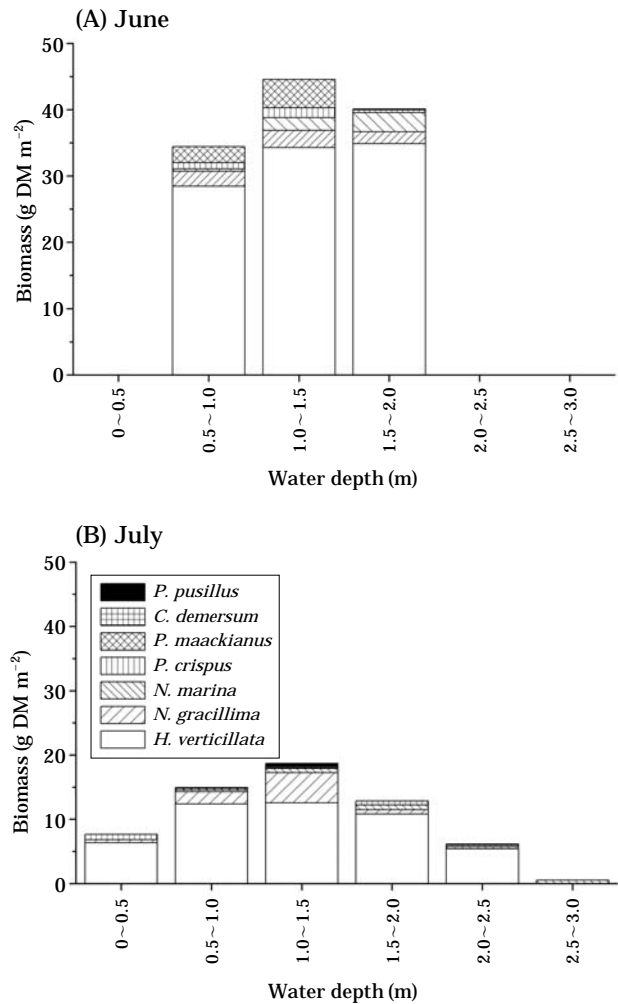 (A) June
50
40
30
20
10
0
Biomass (g DM m⁻²)
0 ~ 0.5
0.5 ~ 1.0
1.0 ~ 1.5
1.5 ~ 2.0
2.0 ~ 2.5
2.5 ~ 3.0
Water depth (m)
(B) July
50
40
30
20
10
0
Biomass (g DM m⁻²)
P. pusillus
C. demersum
P. maackianus
P. crispus
N. marina
N. gracillima
H. verticillata
0 ~ 0.5
0.5 ~ 1.0
1.0 ~ 1.5
1.5 ~ 2.0
2.0 ~ 2.5
2.5 ~ 3.0
Water depth (m)